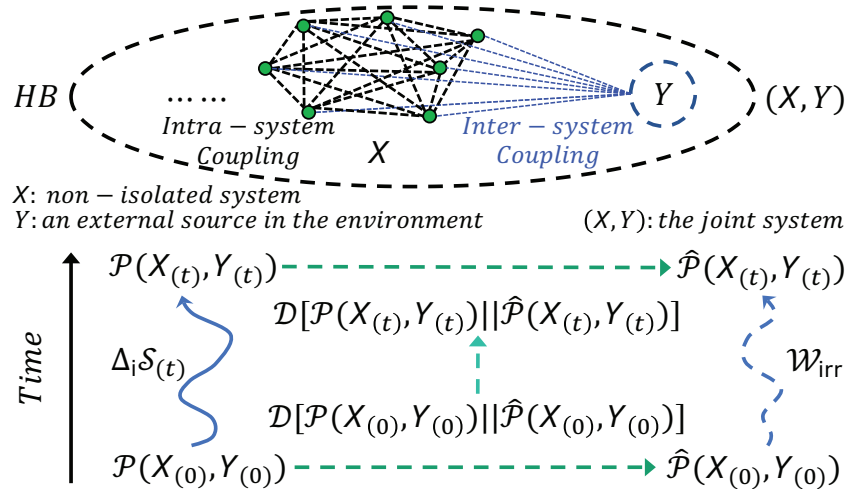 HB
Y
(X, Y)
... ...
Intra − system
Coupling
X
Inter − system
Coupling
X: non − isolated system
Y: an external source in the environment
(X, Y): the joint system
Time
𝒫(X₍ₜ₎, Y₍ₜ₎)
𝒫̂(X₍ₜ₎, Y₍ₜ₎)
𝒟[𝒫(X₍ₜ₎, Y₍ₜ₎)||𝒫̂(X₍ₜ₎, Y₍ₜ₎)]
Δᵢ𝒮₍ₜ₎
𝒲irr
𝒟[𝒫(X₍₀₎, Y₍₀₎)||𝒫̂(X₍₀₎, Y₍₀₎)]
𝒫(X₍₀₎, Y₍₀₎)
𝒫̂(X₍₀₎, Y₍₀₎)